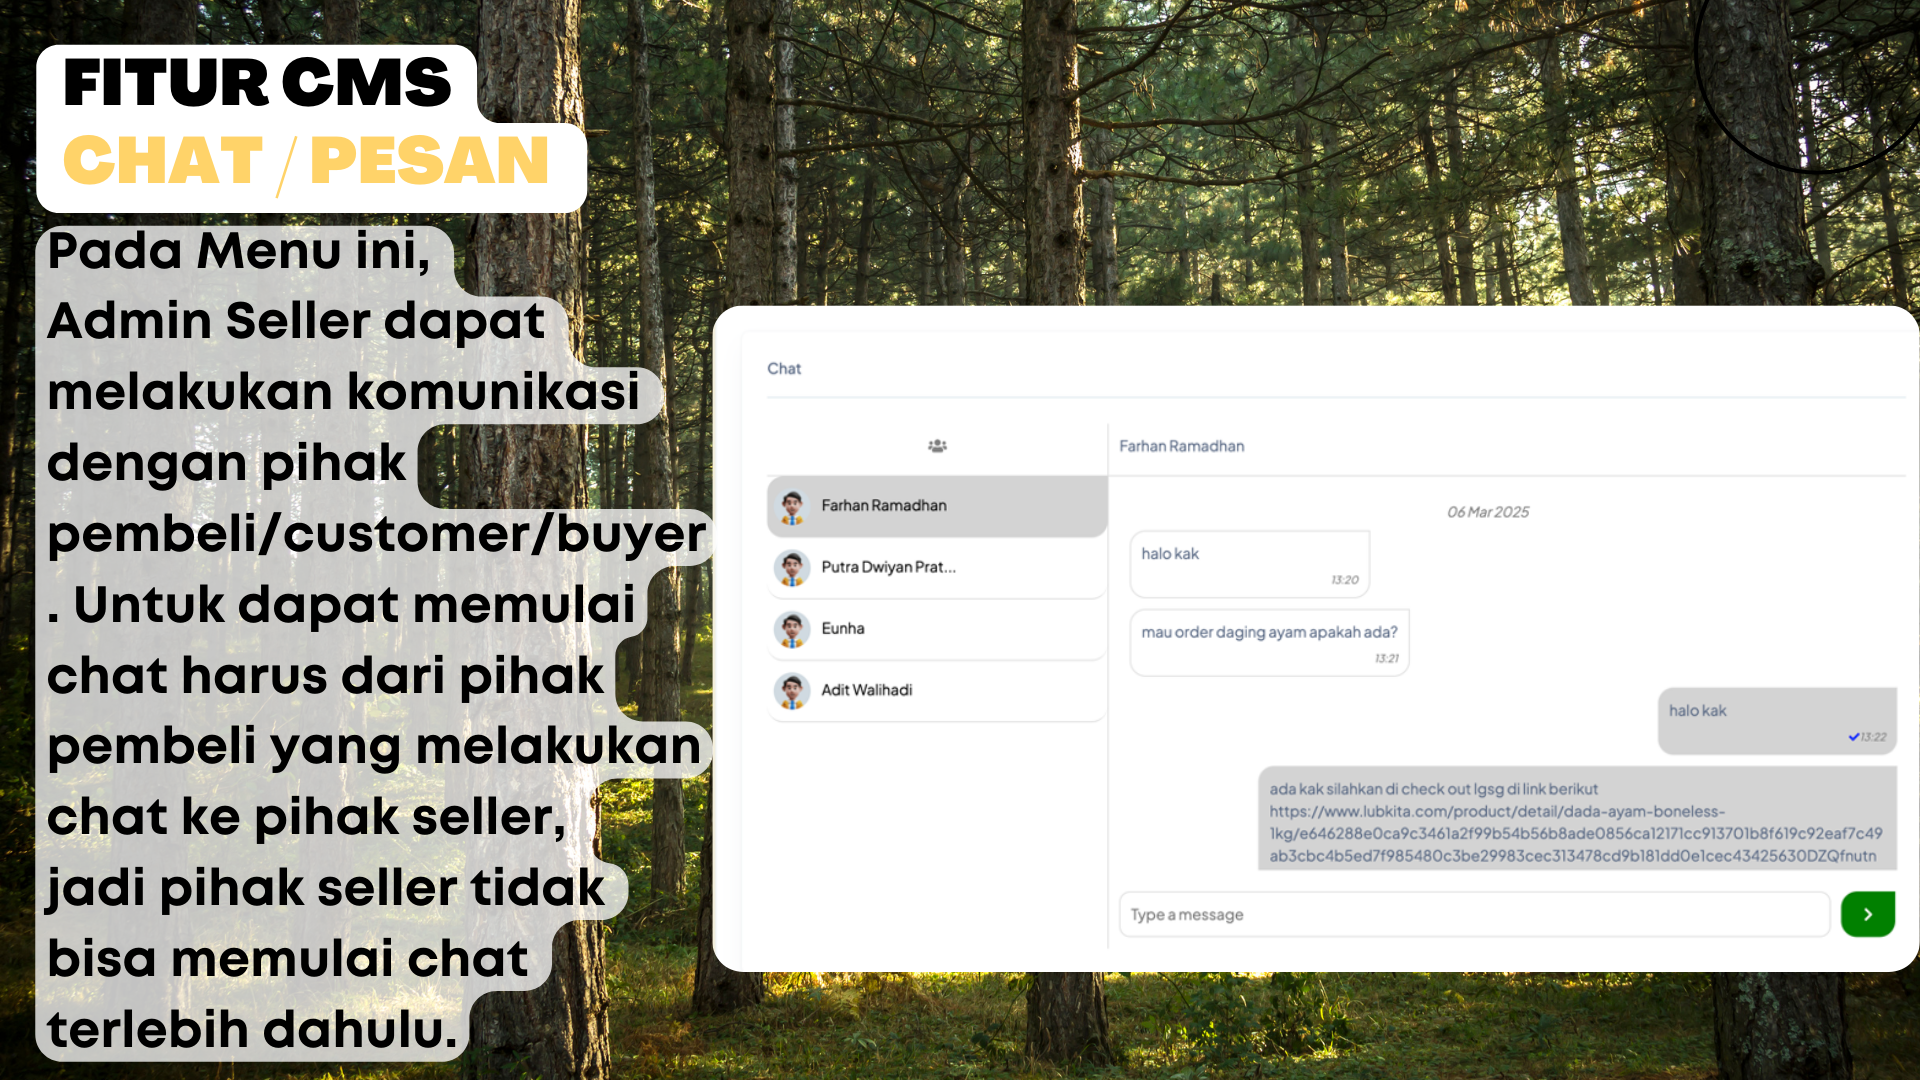 FITUR CMS
CHAT / PESAN
Pada Menu ini,
Admin Seller dapat
melakukan komunikasi
dengan pihak
pembeli/customer/buyer
. Untuk dapat memulai
chat harus dari pihak
pembeli yang melakukan
chat ke pihak seller,
jadi pihak seller tidak
bisa memulai chat
terlebih dahulu.
Chat
Farhan Ramadhan
Putra Dwiyan Prat...
Eunha
Adit Walihadi
Farhan Ramadhan
06 Mar 2025
halo kak
13:20
mau order daging ayam apakah ada?
13:21
halo kak
13:22
ada kak silahkan di check out lgsg di link berikut
https://www.lubkita.com/product/detail/dada-ayam-boneless-
1kg/e646288e0ca9c3461a2f99b54b56b8ade0856ca12171cc913701b8f619c92eaf7c49
ab3cbc4b5ed7f985480c3be29983cec313478cd9b181dd0e1cec43425630DZQfnutn
Type a message